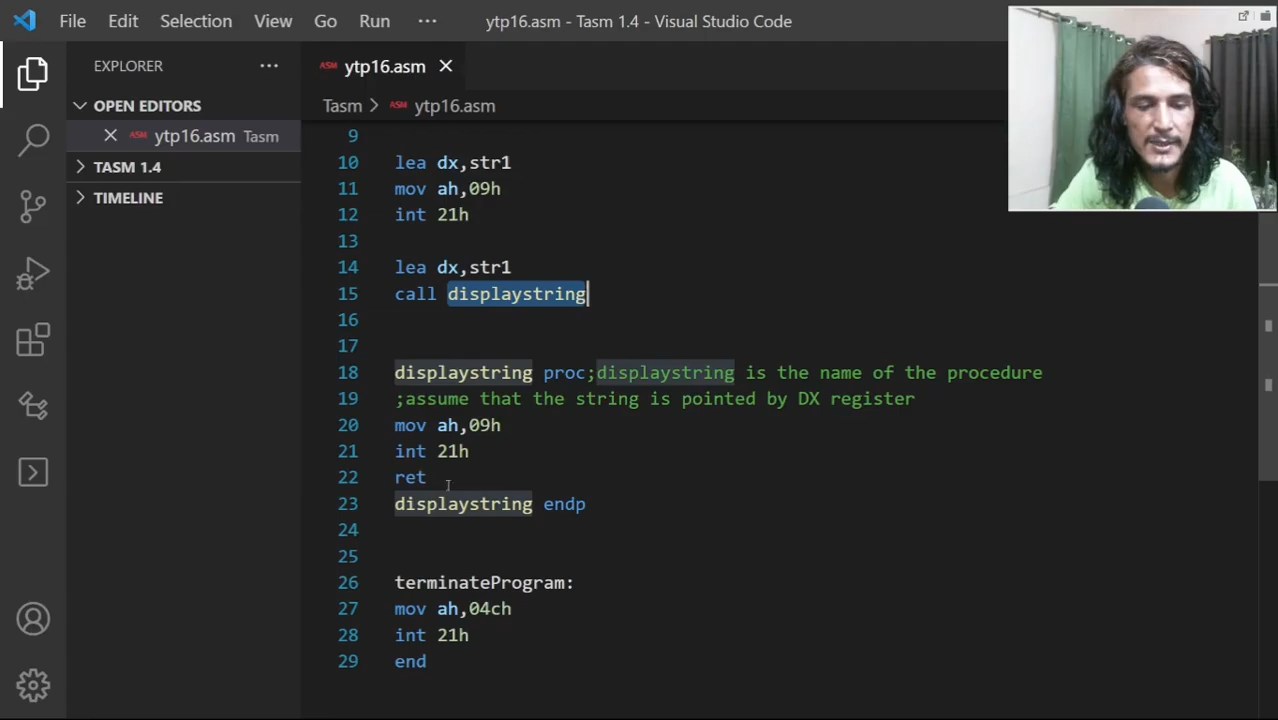 File Edit Selection View Go Run ··· ytp16.asm - Tasm 1.4 - Visual Studio Code
EXPLORER ···
OPEN EDITORS
ASM ytp16.asm Tasm
TASM 1.4
TIMELINE
ASM ytp16.asm
Tasm > ASM ytp16.asm
9
10 lea dx,str1
11 mov ah,09h
12 int 21h
13
14 lea dx,str1
15 call displaystring
16
17
18 displaystring proc;displaystring is the name of the procedure
19 ;assume that the string is pointed by DX register
20 mov ah,09h
21 int 21h
22 ret
23 displaystring endp
24
25
26 terminateProgram:
27 mov ah,04ch
28 int 21h
29 end